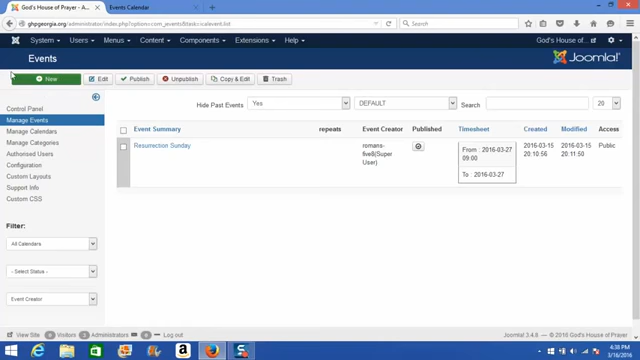 God's House of Prayer - A...
Events Calendar
ghpgeorgia.org/administrator/index.php?option=com_jevents&task=icalevent.list
Search
System Users Menus Content Components Extensions Help God's House of ...
Events
Joomla!
New Edit Publish Unpublish Copy & Edit Trash
Hide Past Events Yes DEFAULT Search 20
Control Panel
Manage Events
Manage Calendars
Manage Categories
Authorised Users
Configuration
Custom Layouts
Support Info
Custom CSS
Event Summary repeats Event Creator Published Timesheet Created Modified Access
Resurrection Sunday
romans-
five8(Super
User)
From : 2016-03-27
09:00
To : 2016-03-27
2016-03-15
20:10:56
2016-03-15
20:11:50
Public
Filter:
All Calendars
- Select Status -
Event Creator
View Site 0 Visitors Administrators 0 Log out
Joomla! 3.4.8 — © God's House of Prayer 2016
4:38 PM
3/16/2016